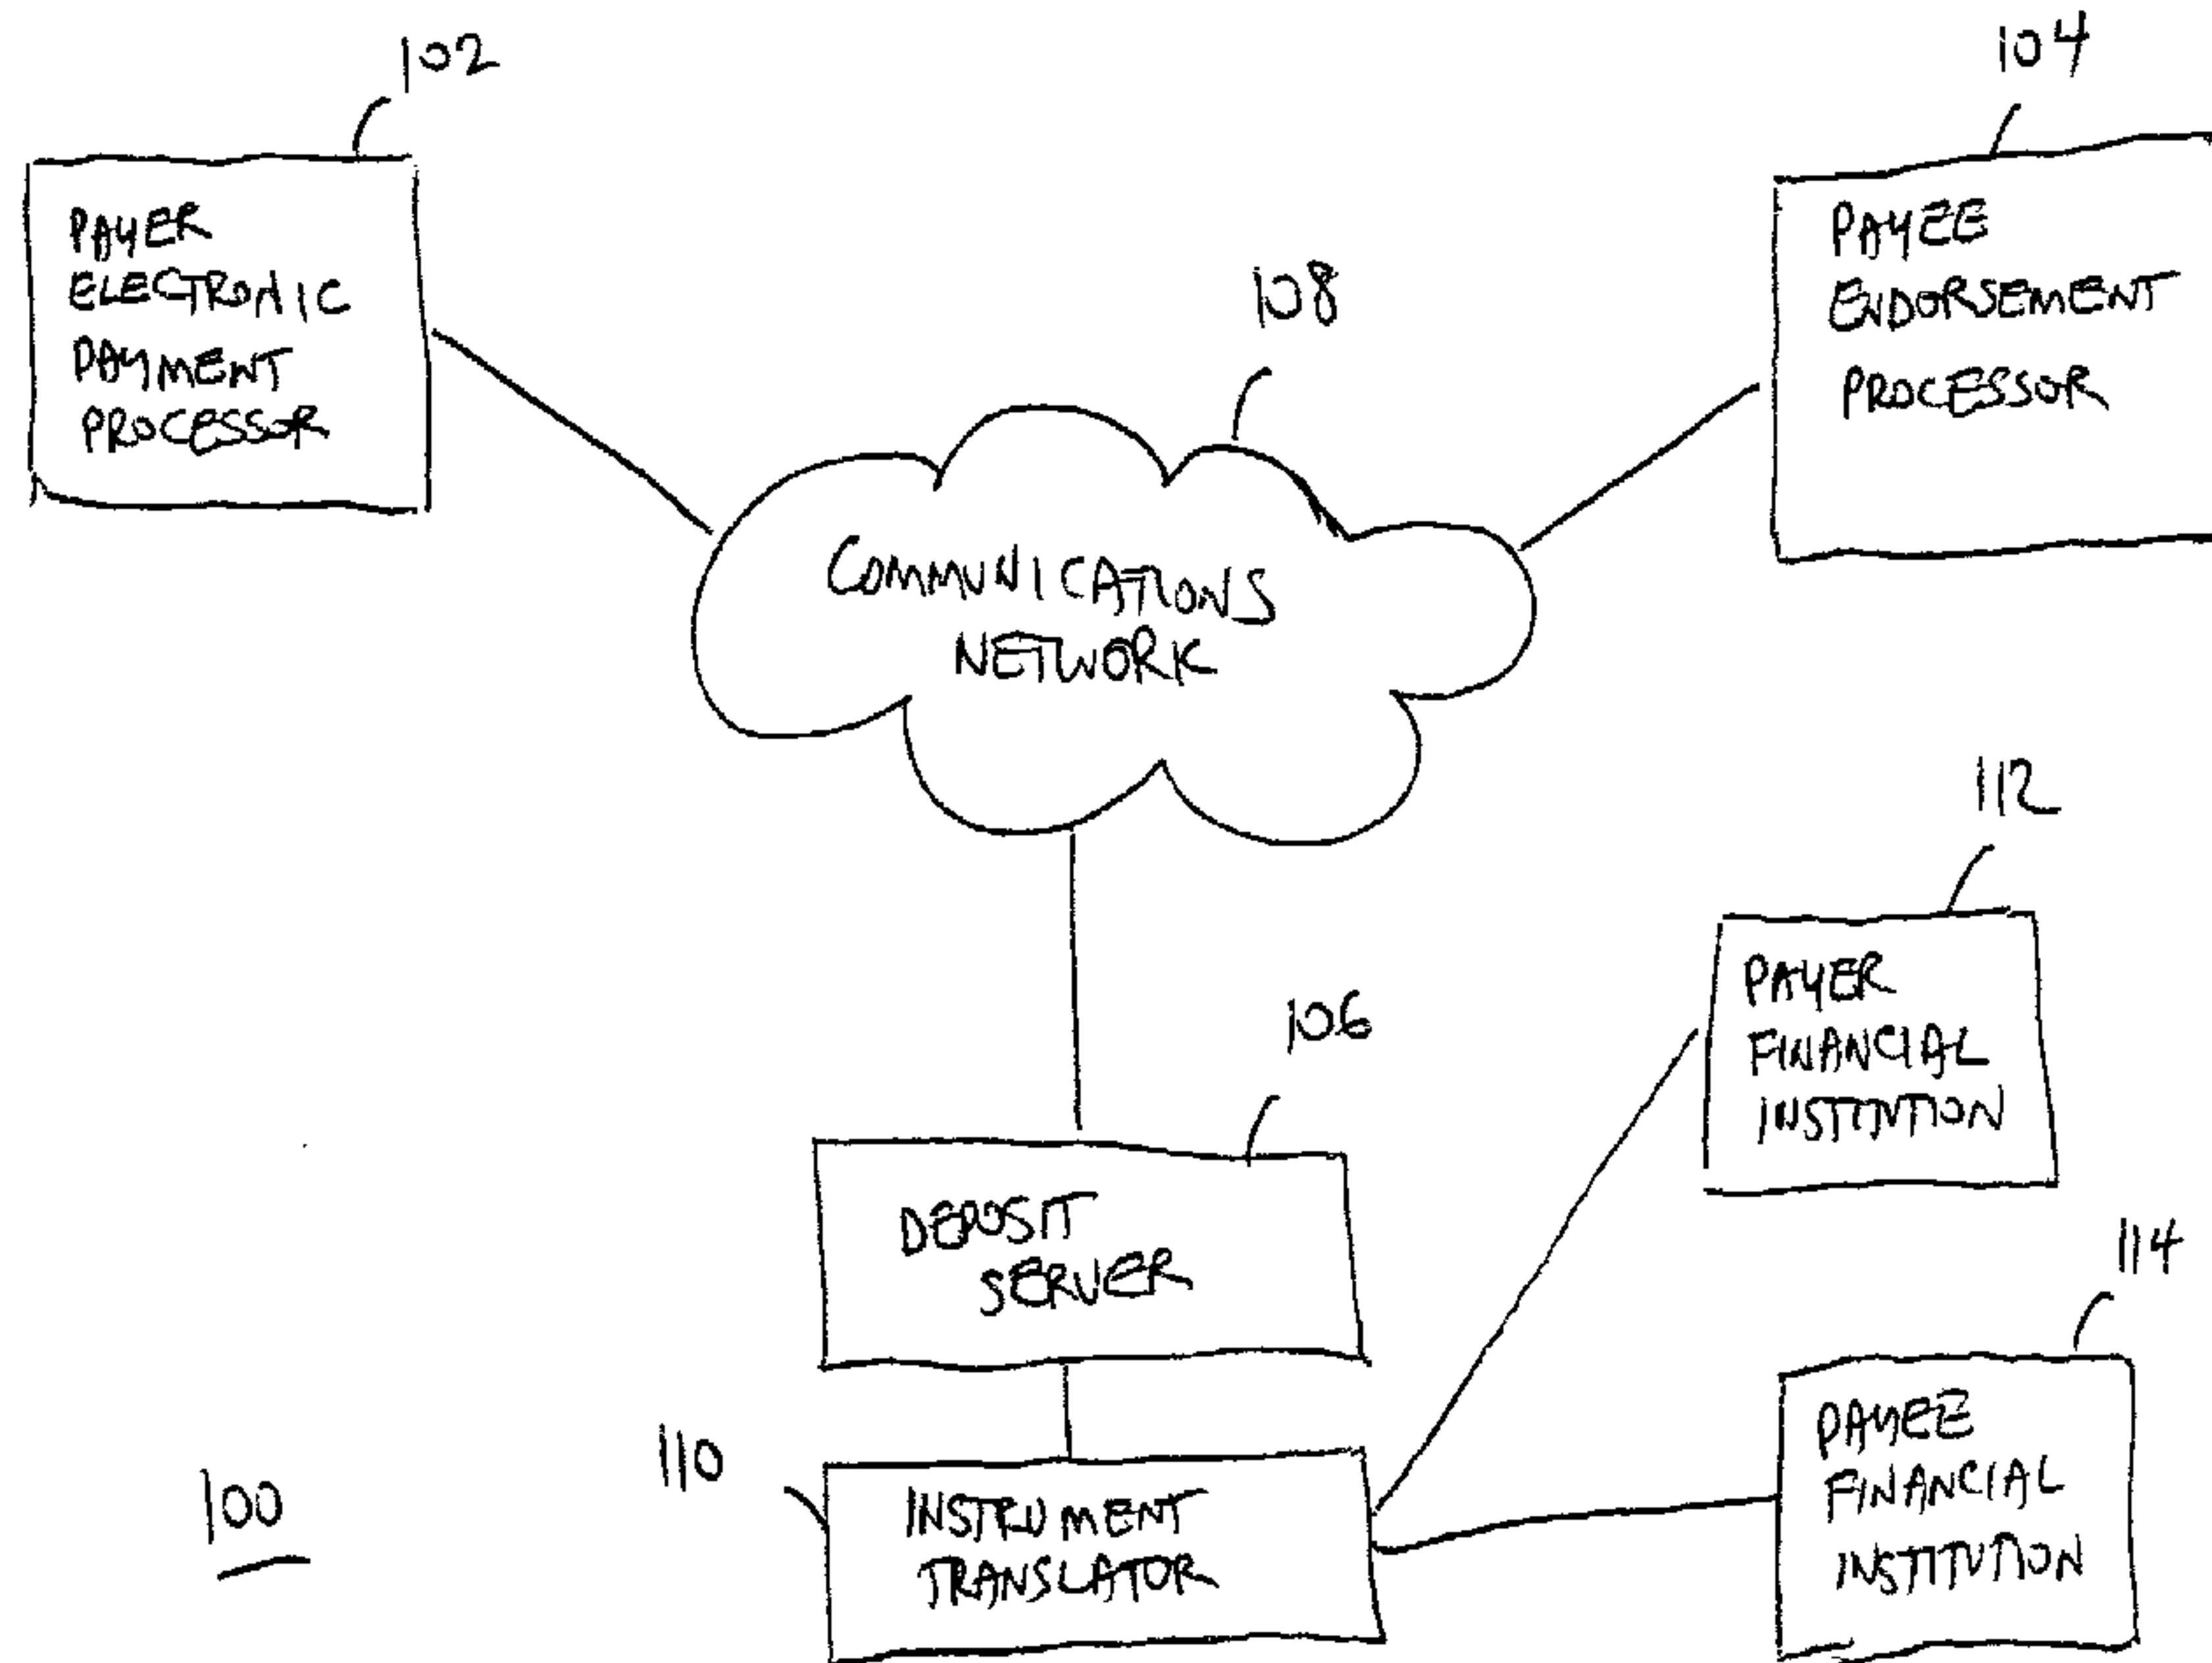 102
104
PAYER
ELECTRONIC
PAYMENT
PROCESSOR
PAYEE
ENDORSEMENT
PROCESSOR
108
COMMUNICATIONS
NETWORK
112
PAYER
FINANCIAL
INSTITUTION
106
DEPOSIT
SERVER
114
PAYEE
FINANCIAL
INSTITUTION
110
INSTRUMENT
TRANSLATOR
100